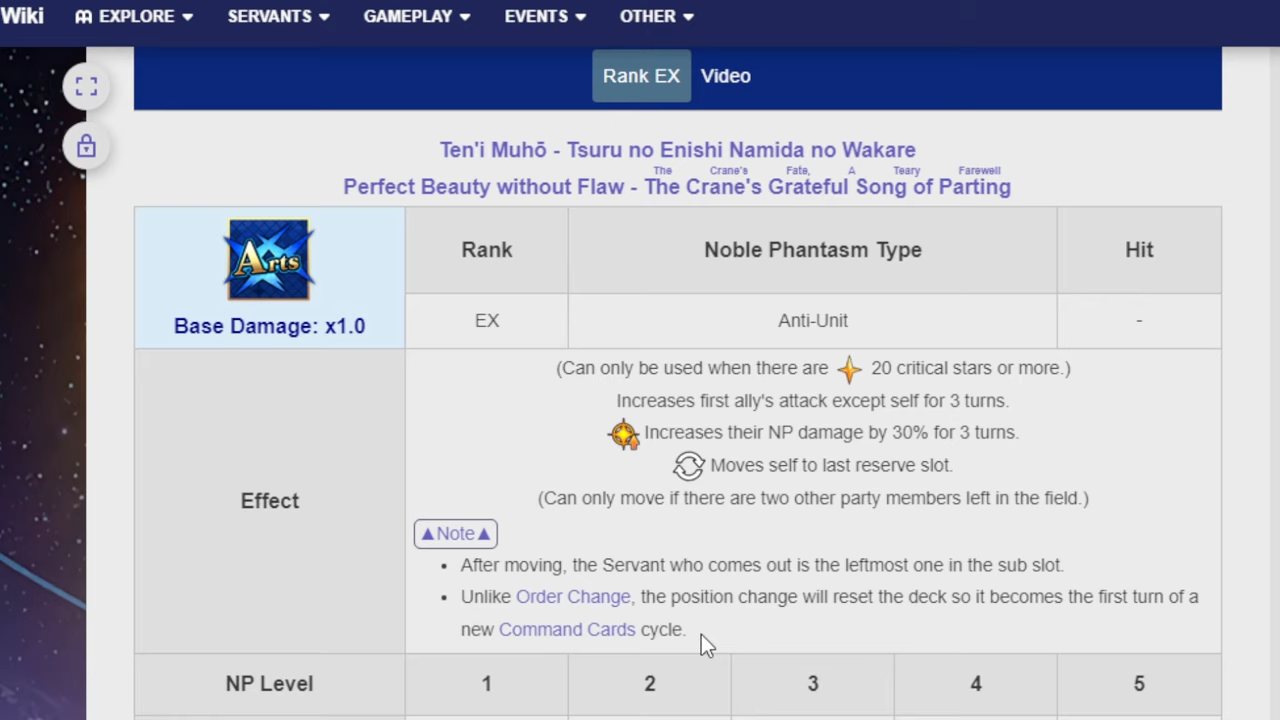 Wiki EXPLORE SERVANTS GAMEPLAY EVENTS OTHER
Rank EX Video
Ten'i Muhō - Tsuru no Enishi Namida no Wakare
The Crane's Fate, A Teary Farewell
Perfect Beauty without Flaw - The Crane's Grateful Song of Parting
Arts
Base Damage: x1.0
Rank Noble Phantasm Type Hit
EX Anti-Unit -
Effect
(Can only be used when there are 20 critical stars or more.)
Increases first ally's attack except self for 3 turns.
Increases their NP damage by 30% for 3 turns.
Moves self to last reserve slot.
(Can only move if there are two other party members left in the field.)
▲Note▲
• After moving, the Servant who comes out is the leftmost one in the sub slot.
• Unlike Order Change, the position change will reset the deck so it becomes the first turn of a
new Command Cards cycle.
NP Level 1 2 3 4 5